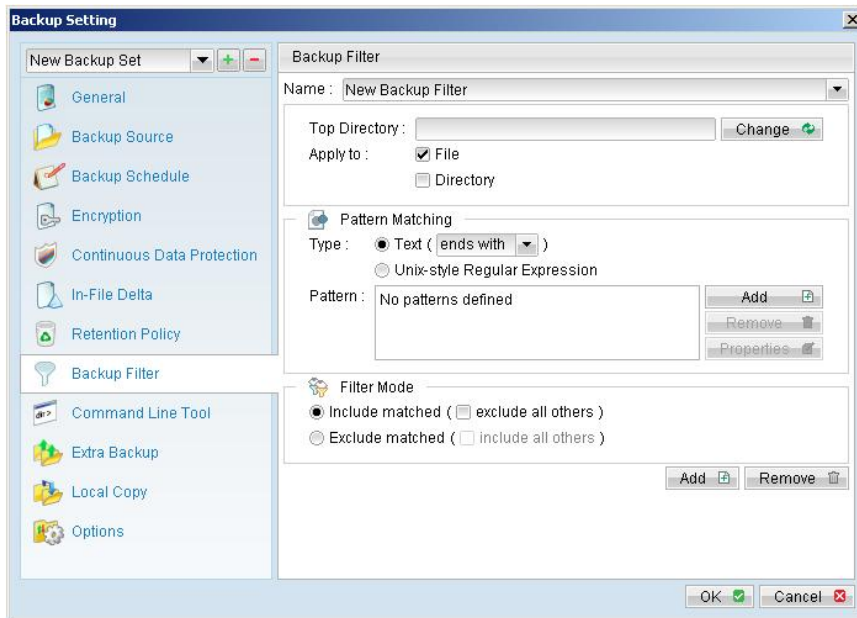 Backup Setting
New Backup Set
General
Backup Source
Backup Schedule
Encryption
Continuous Data Protection
In-File Delta
Retention Policy
Backup Filter
Command Line Tool
Extra Backup
Local Copy
Options
Backup Filter
Name : New Backup Filter
Top Directory : Change
Apply to : File
Directory
Pattern Matching
Type : Text ( ends with )
Unix-style Regular Expression
Pattern : No patterns defined Add
Remove
Properties
Filter Mode
Include matched ( exclude all others )
Exclude matched ( include all others )
Add Remove
OK Cancel